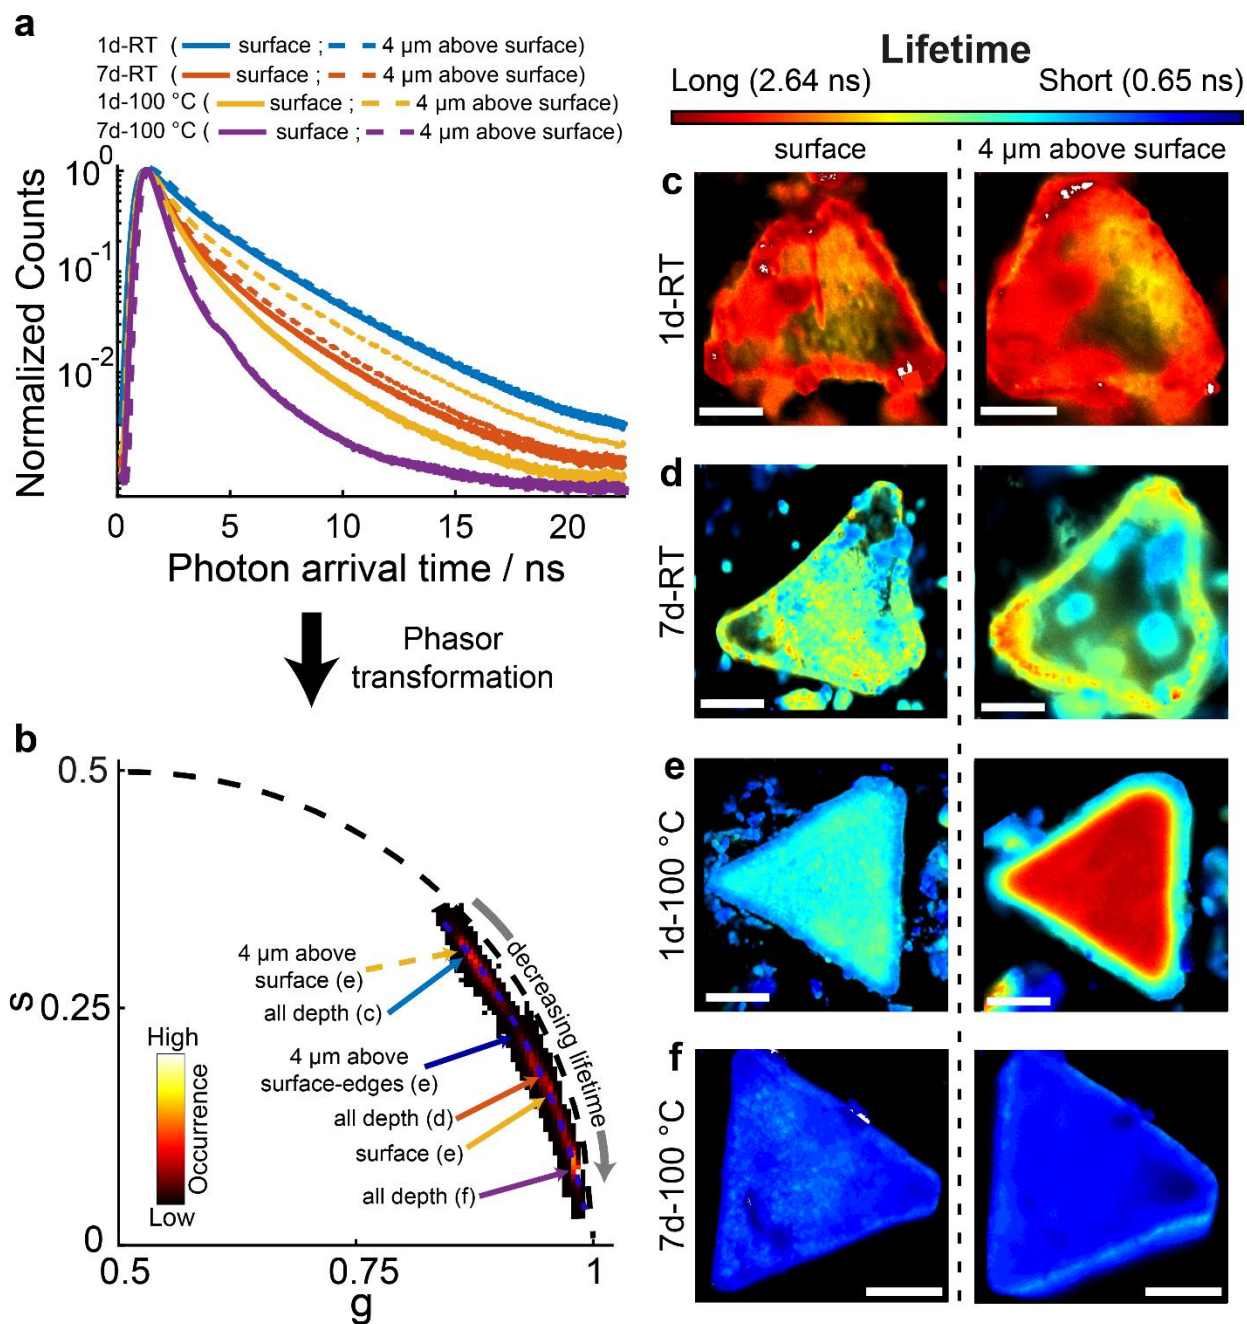 a
1d-RT ( surface ; 4 µm above surface)
7d-RT ( surface ; 4 µm above surface)
1d-100 °C ( surface ; 4 µm above surface)
7d-100 °C ( surface ; 4 µm above surface)
Normalized Counts
10⁰
10⁻¹
10⁻²
0 5 10 15 20
Photon arrival time / ns
Phasor
transformation
b
s
0.5
0.25
0
0.5 0.75 1
g
4 µm above
surface (e)
all depth (c)
4 µm above
surface-edges (e)
all depth (d)
surface (e)
all depth (f)
decreasing lifetime
High
Occurrence
Low
Lifetime
Long (2.64 ns) Short (0.65 ns)
surface 4 µm above surface
c
1d-RT
d
7d-RT
e
1d-100 °C
f
7d-100 °C